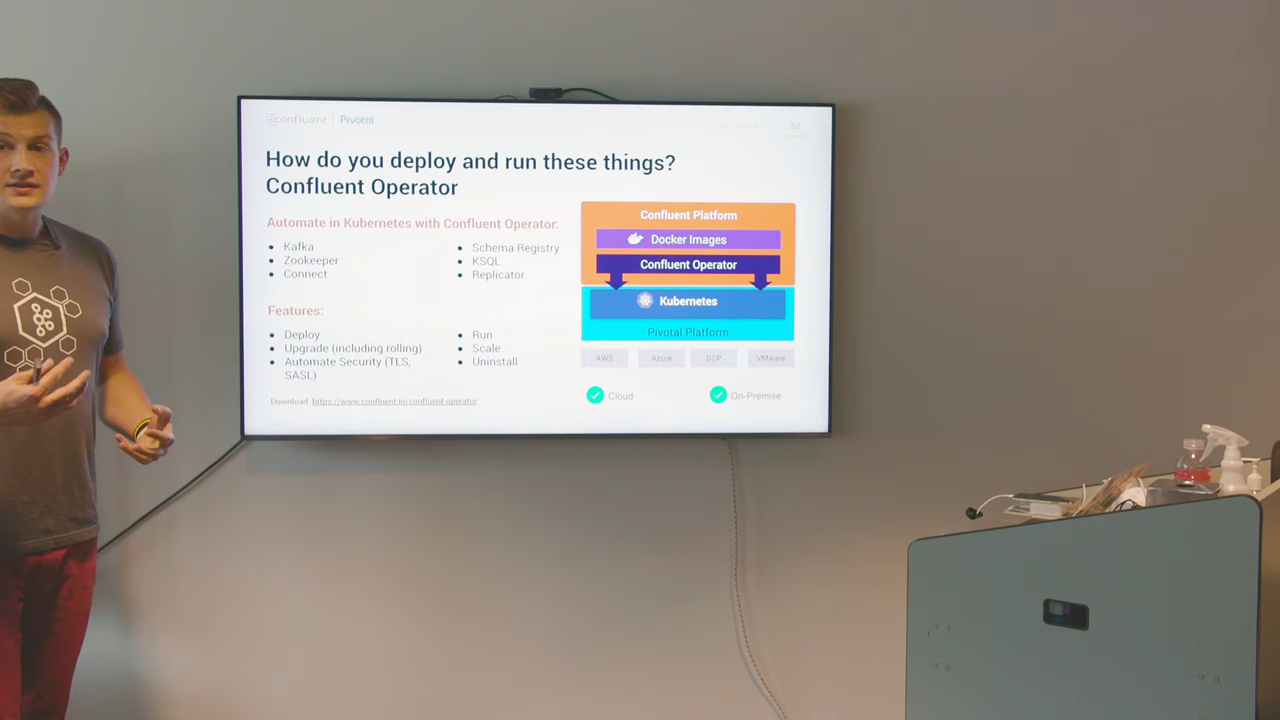 confluent | Pivotal
84
How do you deploy and run these things?
Confluent Operator
Automate in Kubernetes with Confluent Operator:
• Kafka
• Zookeeper
• Connect
• Schema Registry
• KSQL
• Replicator
Features:
• Deploy
• Upgrade (including rolling)
• Automate Security (TLS,
SASL)
• Run
• Scale
• Uninstall
Download: https://www.confluent.io/confluent-operator
Confluent Platform
Docker Images
Confluent Operator
Kubernetes
Pivotal Platform
AWS
Azure
GCP
VMware
Cloud
On-Premise